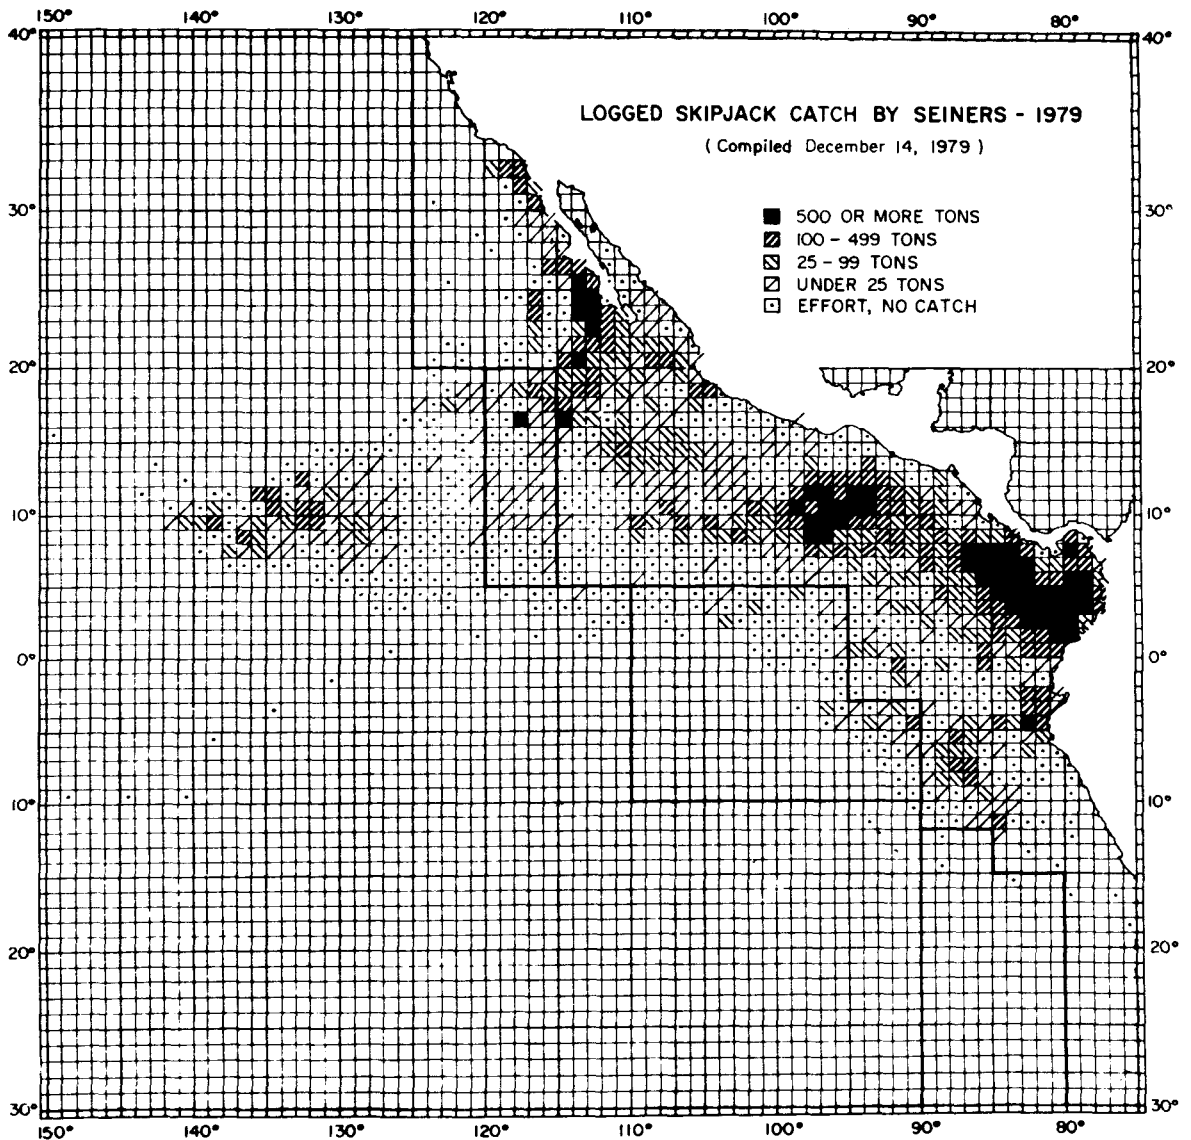 150° 140° 130° 120° 110° 100° 90° 80°
40° 40°
LOGGED SKIPJACK CATCH BY SEINERS - 1979
( Compiled December 14, 1979 )
30° 30°
500 OR MORE TONS
100 - 499 TONS
25 - 99 TONS
UNDER 25 TONS
EFFORT, NO CATCH
20° 20°
10° 10°
0° 0°
10° 10°
20° 20°
30° 30°
150° 140° 130° 120° 110° 100° 90° 80°